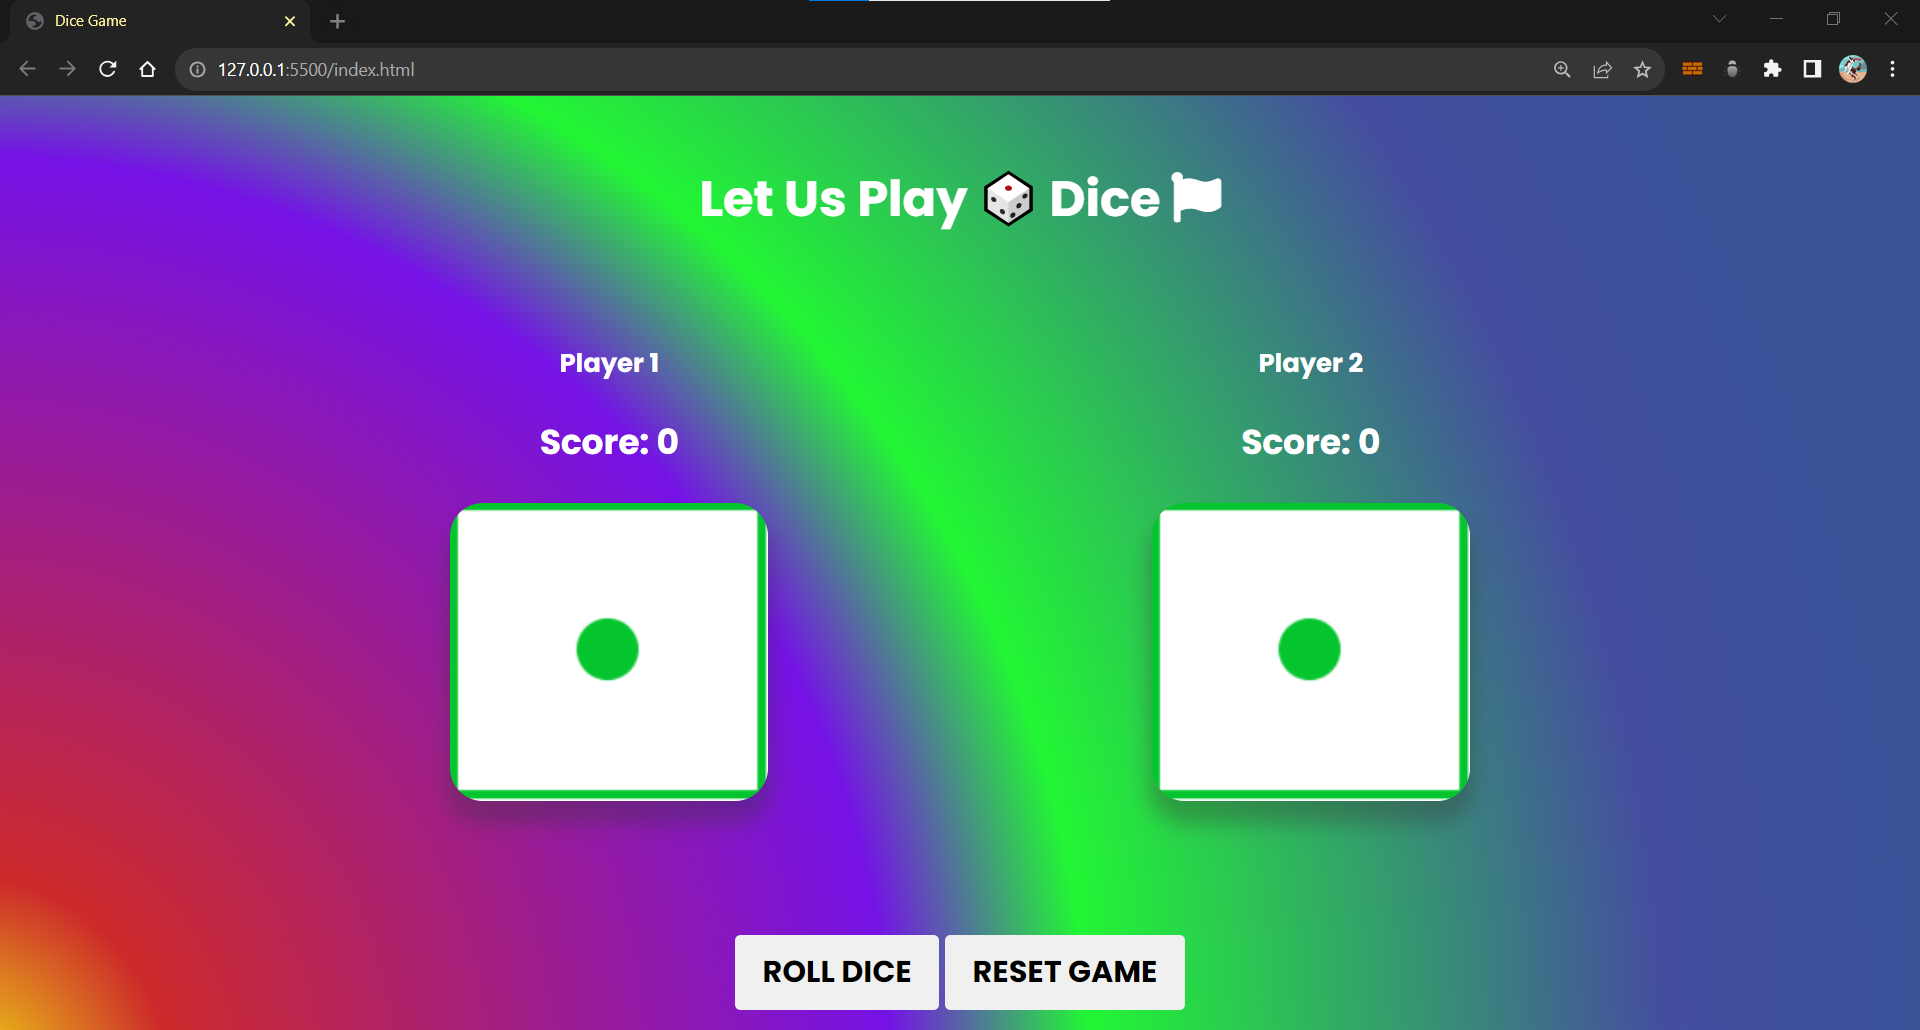 Dice Game
127.0.0.1:5500/index.html
Let Us Play 🎲 Dice
Player 1
Player 2
Score: 0
Score: 0
ROLL DICE
RESET GAME